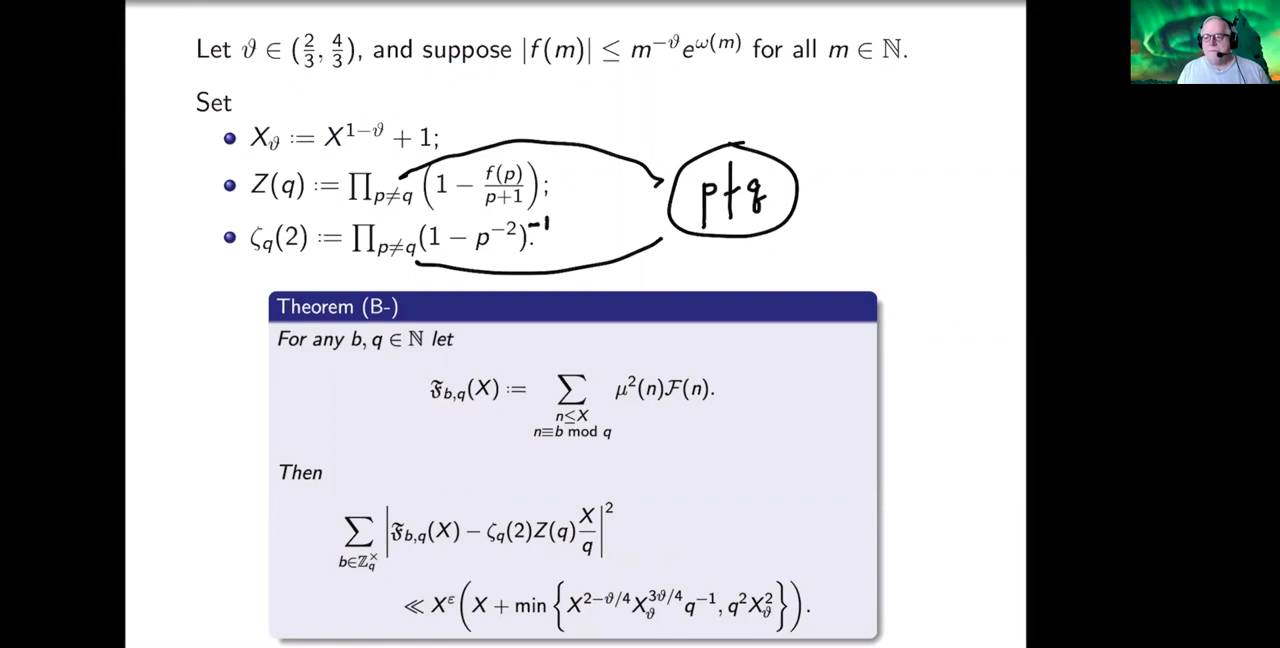 Let ϑ ∈ (2/3, 4/3), and suppose |f(m)| ≤ m^{−ϑ}e^{ω(m)} for all m ∈ ℕ.
Set
X_ϑ := X^{1−ϑ} + 1;
Z(q) := ∏_{p≠q} (1 − f(p)/(p+1));
ζ_q(2) := ∏_{p≠q}(1 − p^{−2}).^{-1}
p∤q
Theorem (B-)
For any b, q ∈ ℕ let
𝔉_{b,q}(X) := ∑_{n≤X, n≡b mod q} μ²(n)ℱ(n).
Then
∑_{b∈ℤ_q^×} |𝔉_{b,q}(X) − ζ_q(2)Z(q) X/q|²
≪ X^ε (X + min {X^{2−ϑ/4} X_ϑ^{3ϑ/4} q^{−1}, q² X_ϑ²}).